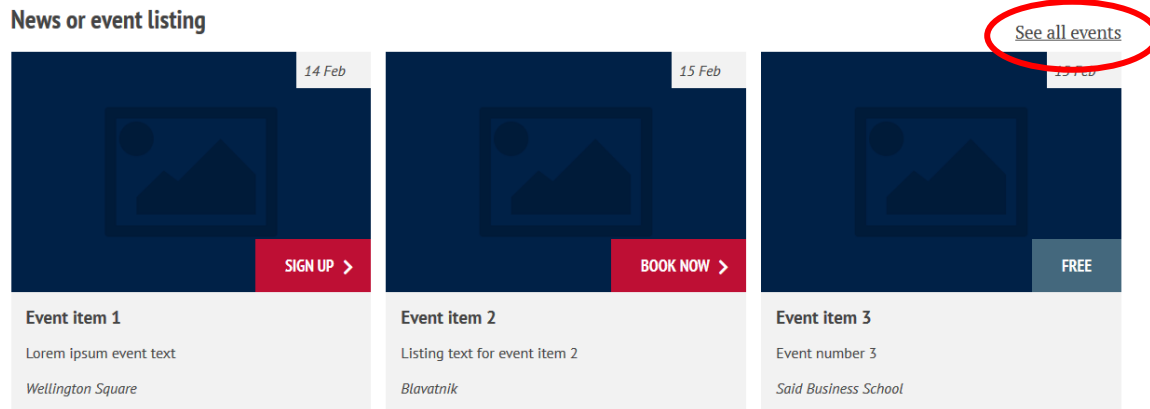 News or event listing
See all events
14 Feb
15 Feb
15 Feb
SIGN UP
BOOK NOW
FREE
Event item 1
Event item 2
Event item 3
Lorem ipsum event text
Listing text for event item 2
Event number 3
Wellington Square
Blavatnik
Said Business School